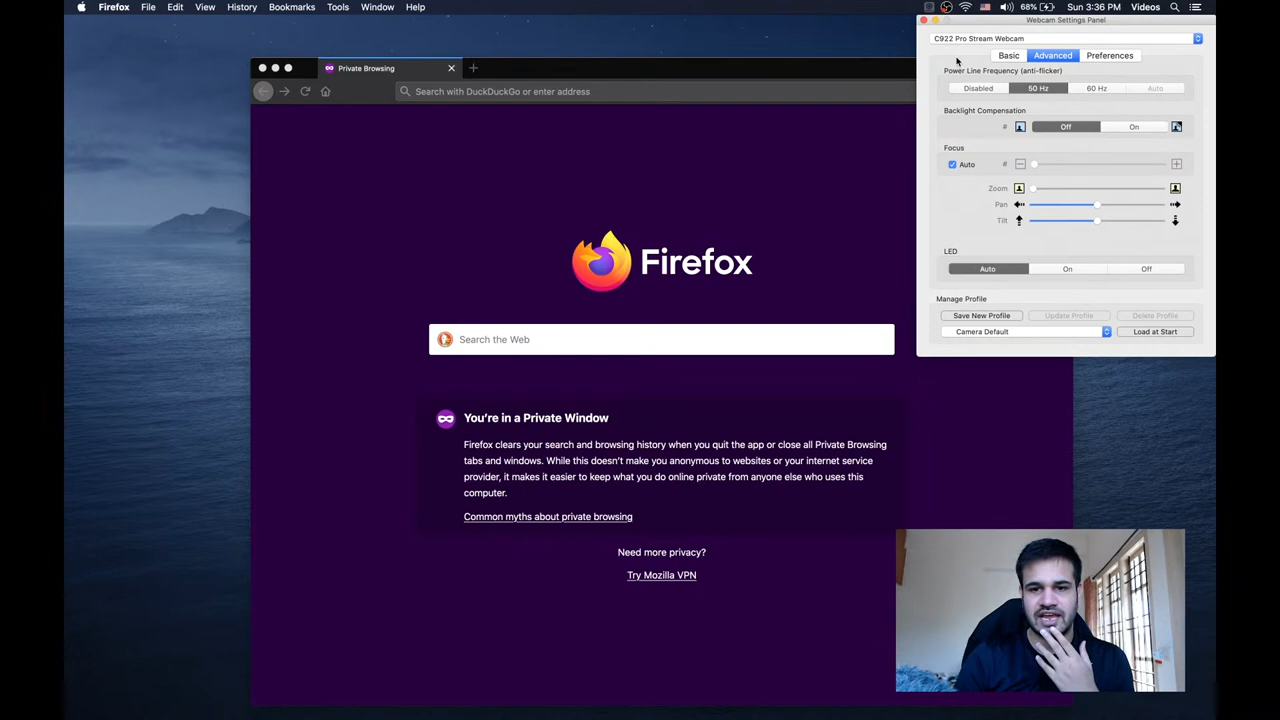 Firefox File Edit View History Bookmarks Tools Window Help
68% Sun 3:36 PM Videos
Webcam Settings Panel
C922 Pro Stream Webcam
Basic Advanced Preferences
Power Line Frequency (anti-flicker)
Disabled 50 Hz 60 Hz Auto
Backlight Compensation
# Off On
Focus
Auto #
Zoom
Pan
Tilt
LED
Auto On Off
Manage Profile
Save New Profile Update Profile Delete Profile
Camera Default Load at Start
Private Browsing
Search with DuckDuckGo or enter address
Firefox
Search the Web
You're in a Private Window
Firefox clears your search and browsing history when you quit the app or close all Private Browsing
tabs and windows. While this doesn't make you anonymous to websites or your internet service
provider, it makes it easier to keep what you do online private from anyone else who uses this
computer.
Common myths about private browsing
Need more privacy?
Try Mozilla VPN